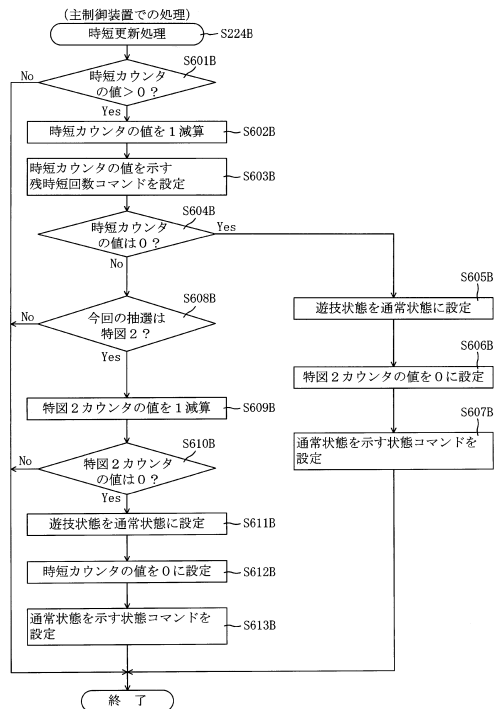 (主制御装置での処理)
時短更新処理
S224B
S601B
時短カウンタ
の値>0?
No
Yes
時短カウンタの値を1減算
S602B
時短カウンタの値を示す
残時短回数コマンドを設定
S603B
S604B
時短カウンタ
の値は0?
Yes
No
S605B
遊技状態を通常状態に設定
S606B
特図2カウンタの値を0に設定
S607B
通常状態を示す状態コマンドを
設定
S608B
今回の抽選は
特図2?
No
Yes
特図2カウンタの値を1減算
S609B
S610B
特図2カウンタ
の値は0?
No
Yes
遊技状態を通常状態に設定
S611B
時短カウンタの値を0に設定
S612B
通常状態を示す状態コマンドを
設定
S613B
終 了